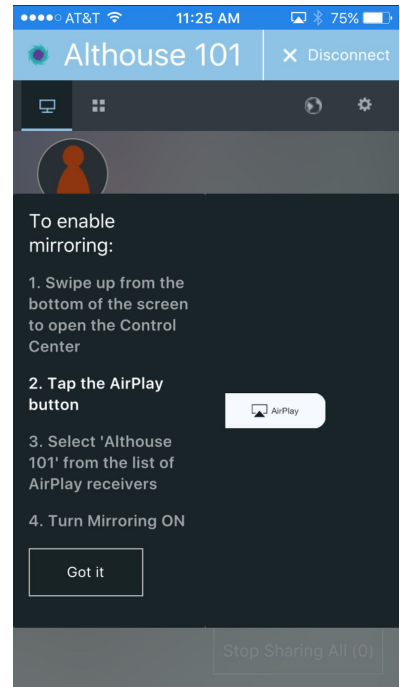 AT&T 11:25 AM 75%
Althouse 101 × Disconnect
To enable
mirroring:
1. Swipe up from the
bottom of the screen
to open the Control
Center
2. Tap the AirPlay
button
AirPlay
3. Select 'Althouse
101' from the list of
AirPlay receivers
4. Turn Mirroring ON
Got it
Stop Sharing All (0)